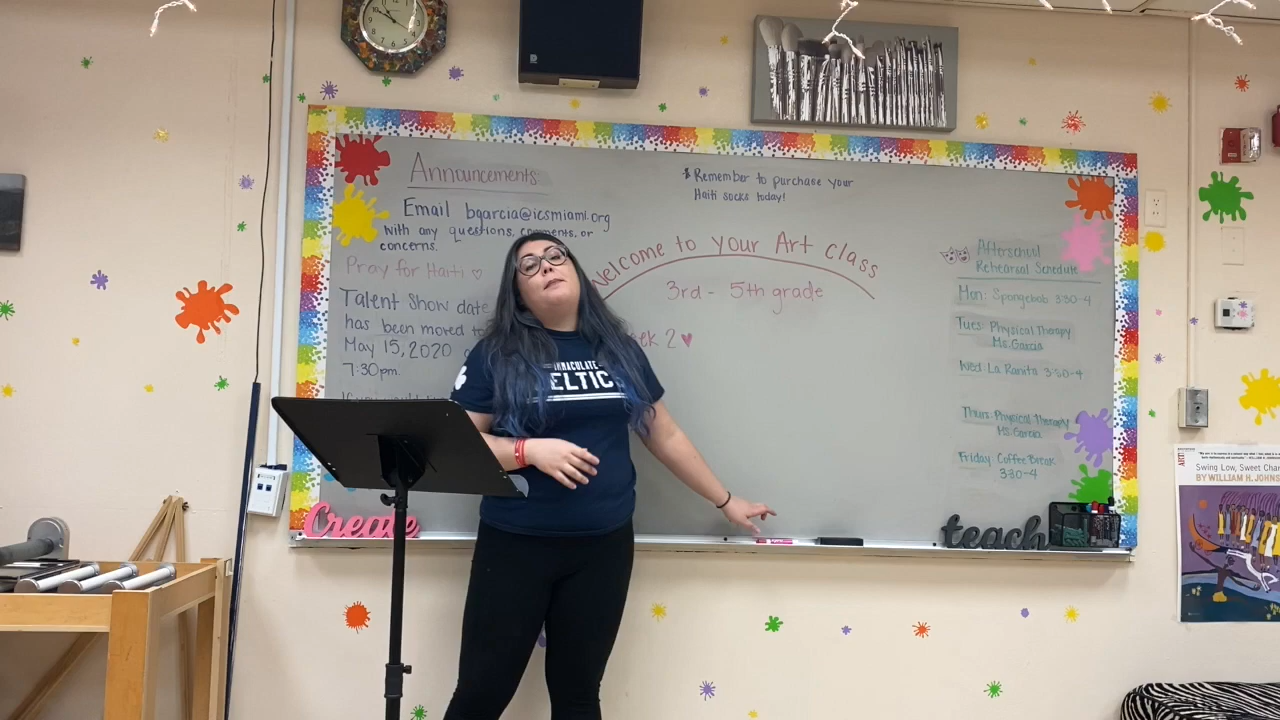 Announcements:
Email bgarcia@icsmiami.org
with any questions, comments, or
concerns.
Pray for Haiti ♡
Talent Show date
has been moved to
May 15, 2020
7:30pm.
* Remember to purchase your
Haiti socks today!
Welcome to your Art class
3rd - 5th grade
2 ♥
Afterschool
Rehearsal Schedule
Mon: Spongebob 3:30-4
Tues: Physical Therapy
Ms. Garcia
Wed: La Ranita 3:30-4
Thurs: Physical Therapy
Ms. Garcia
Friday: Coffee Break
3:30-4
IMMACULATE
ELTIC
Create
teach
Swing Low, Sweet Char
BY WILLIAM H. JOHNS